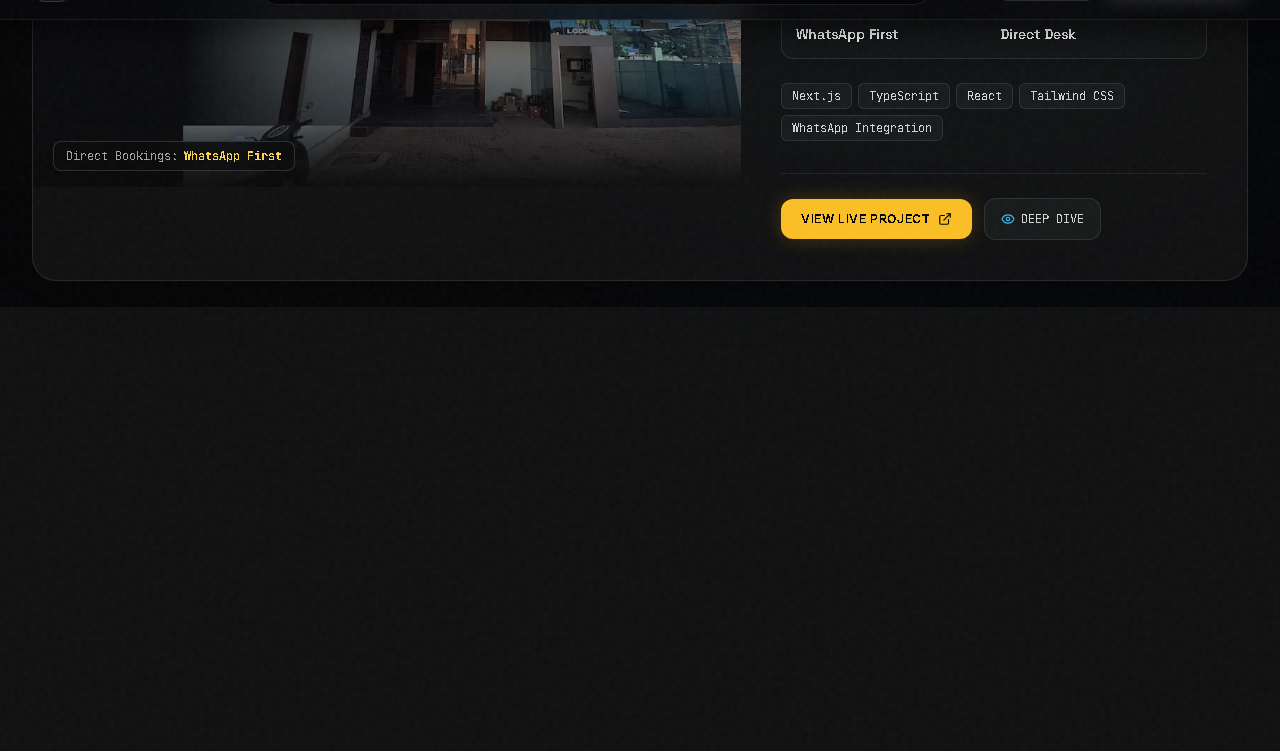 LODGE
WhatsApp First
Direct Desk
Next.js
TypeScript
React
Tailwind CSS
WhatsApp Integration
Direct Bookings: WhatsApp First
VIEW LIVE PROJECT
DEEP DIVE